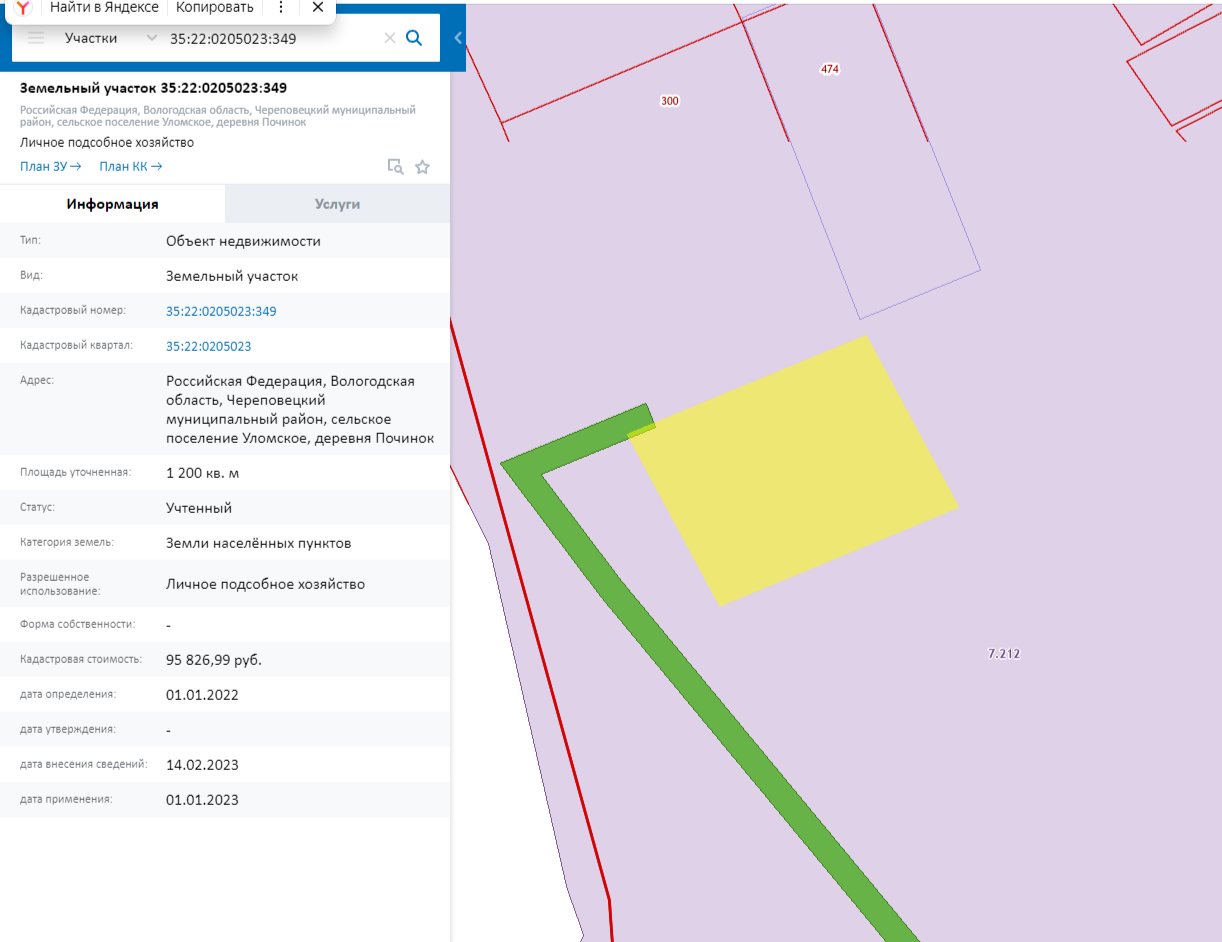 Найти в Яндексе
Копировать
Участки
35:22:0205023:349
Земельный участок 35:22:0205023:349
Российская Федерация, Вологодская область, Череповецкий муниципальный
район, сельское поселение Уломское, деревня Починок
Личное подсобное хозяйство
План ЗУ → План КК →
Информация
Услуги
Тип:
Объект недвижимости
Вид:
Земельный участок
Кадастровый номер:
35:22:0205023:349
Кадастровый квартал:
35:22:0205023
Адрес:
Российская Федерация, Вологодская
область, Череповецкий
муниципальный район, сельское
поселение Уломское, деревня Починок
Площадь уточненная:
1 200 кв. м
Статус:
Учтенный
Категория земель:
Земли населённых пунктов
Разрешенное
использование:
Личное подсобное хозяйство
Форма собственности:
-
Кадастровая стоимость:
95 826,99 руб.
дата определения:
01.01.2022
дата утверждения:
-
дата внесения сведений:
14.02.2023
дата применения:
01.01.2023
474
300
7.212